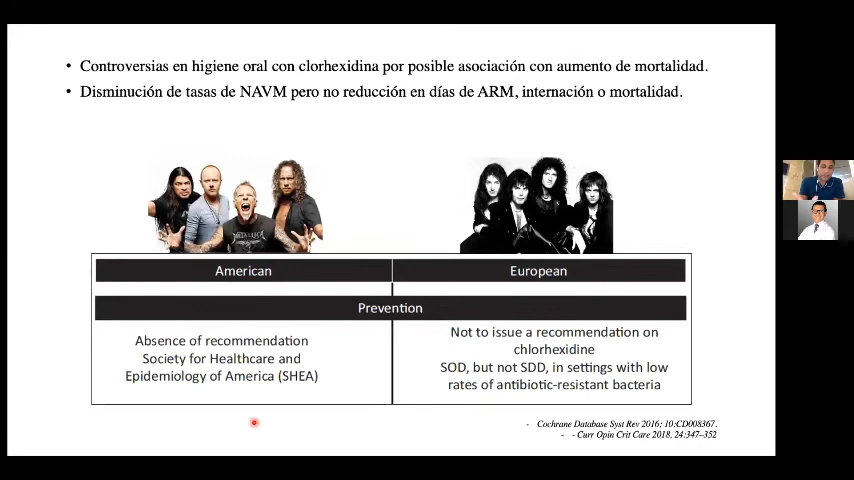 • Controversias en higiene oral con clorhexidina por posible asociación con aumento de mortalidad.
• Disminución de tasas de NAVM pero no reducción en días de ARM, internación o mortalidad.
METALLICA
American
European
Prevention
Absence of recommendation
Society for Healthcare and
Epidemiology of America (SHEA)
Not to issue a recommendation on
chlorhexidine
SOD, but not SDD, in settings with low
rates of antibiotic-resistant bacteria
- Cochrane Database Syst Rev 2016; 10:CD008367.
- - Curr Opin Crit Care 2018, 24:347–352